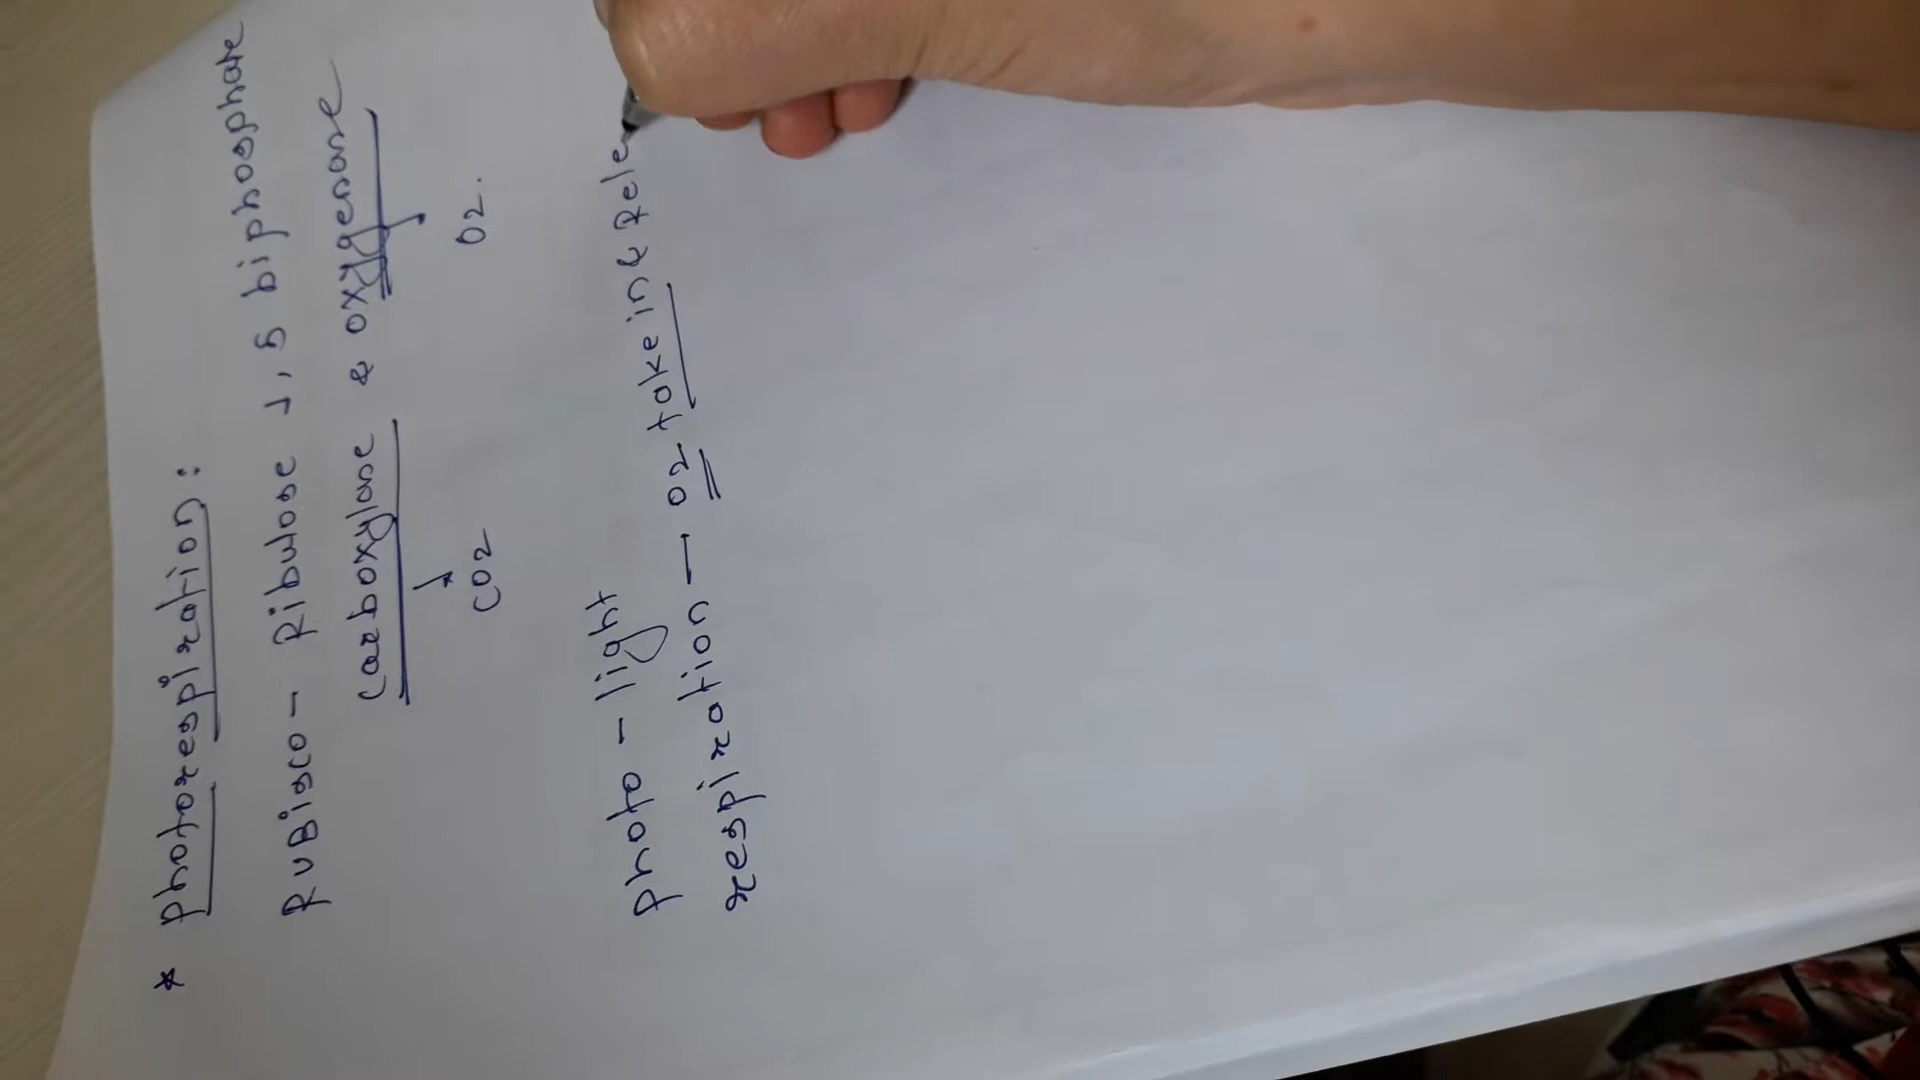 * photorespiration:
RuBisco - Ribulose 1,5 biphosphate
carboxylase & oxygenase
CO2 O2.
photo - light
respiration - O2 take in & Rele